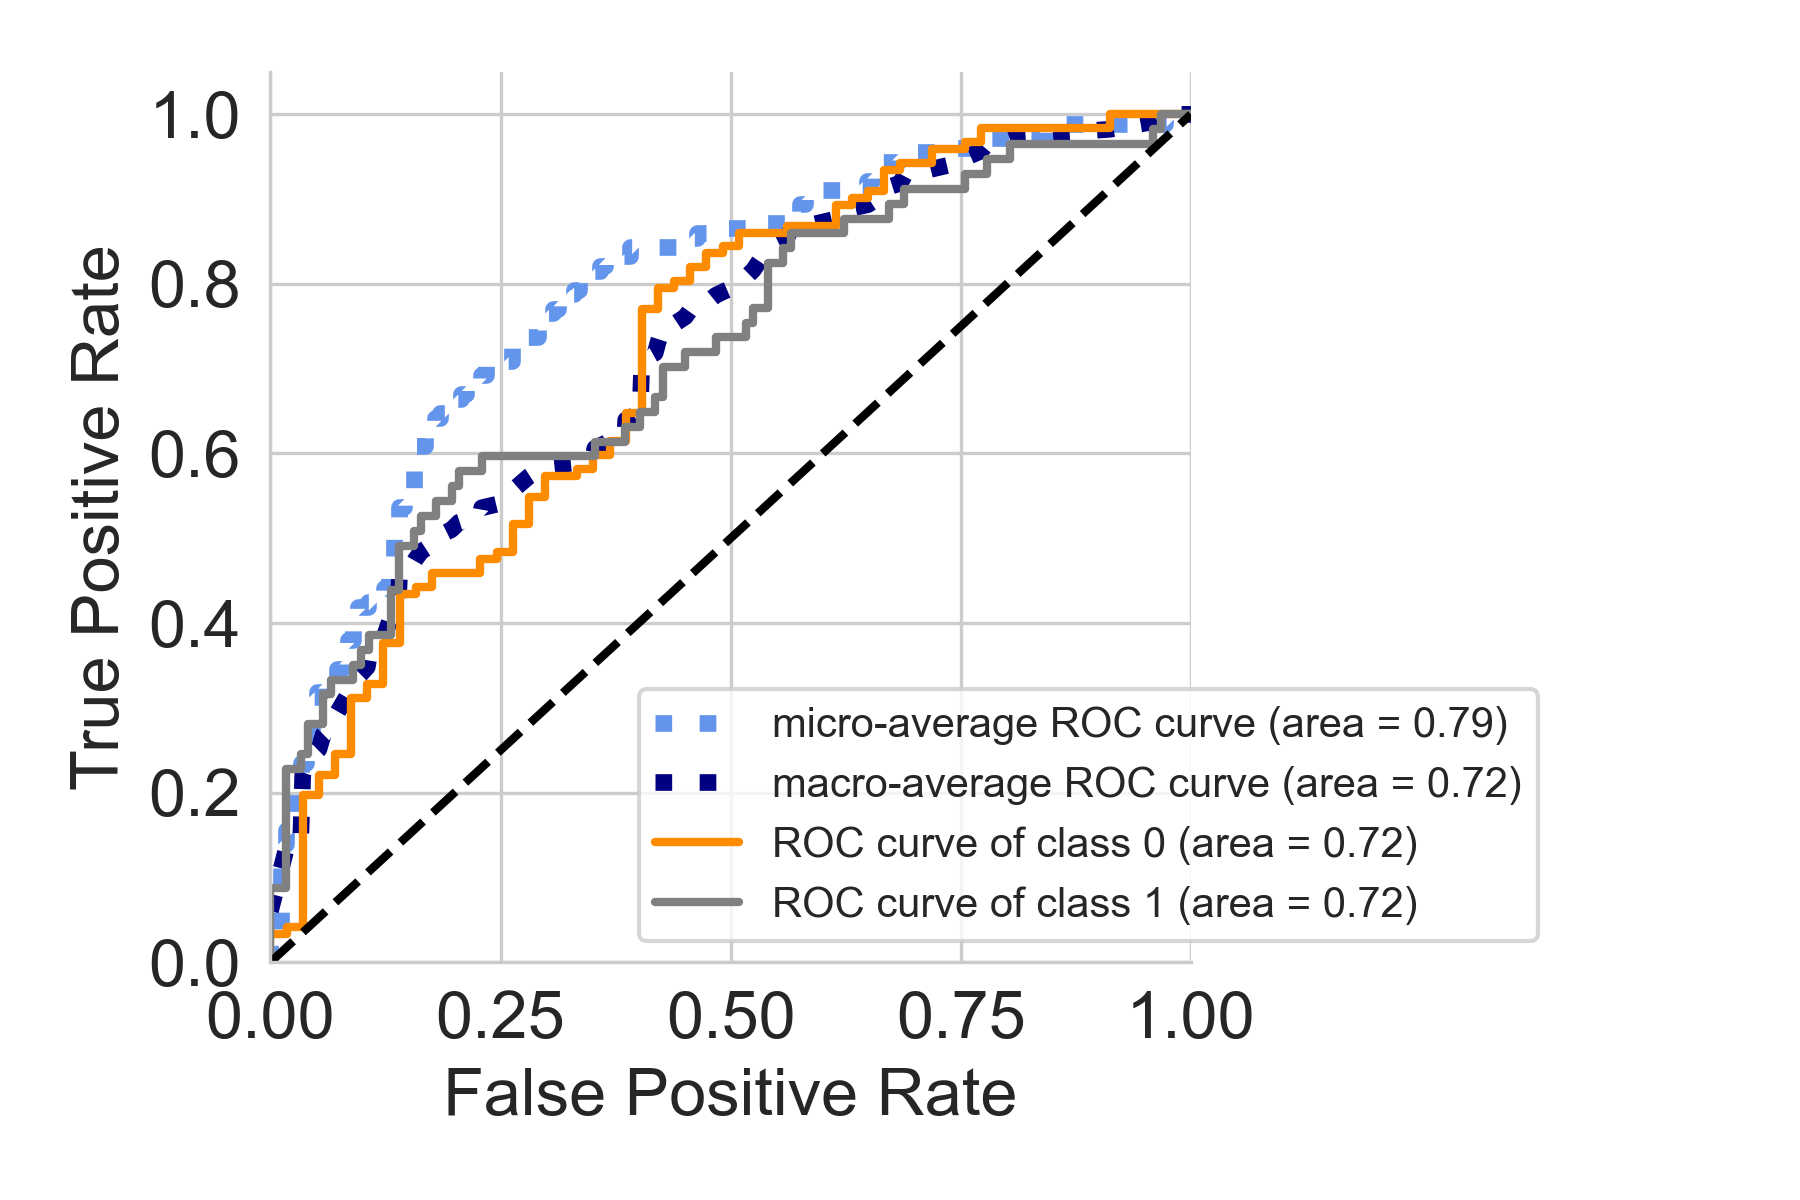 True Positive Rate
1.0
0.8
0.6
0.4
0.2
0.0
0.00 0.25 0.50 0.75 1.00
False Positive Rate
micro-average ROC curve (area = 0.79)
macro-average ROC curve (area = 0.72)
ROC curve of class 0 (area = 0.72)
ROC curve of class 1 (area = 0.72)